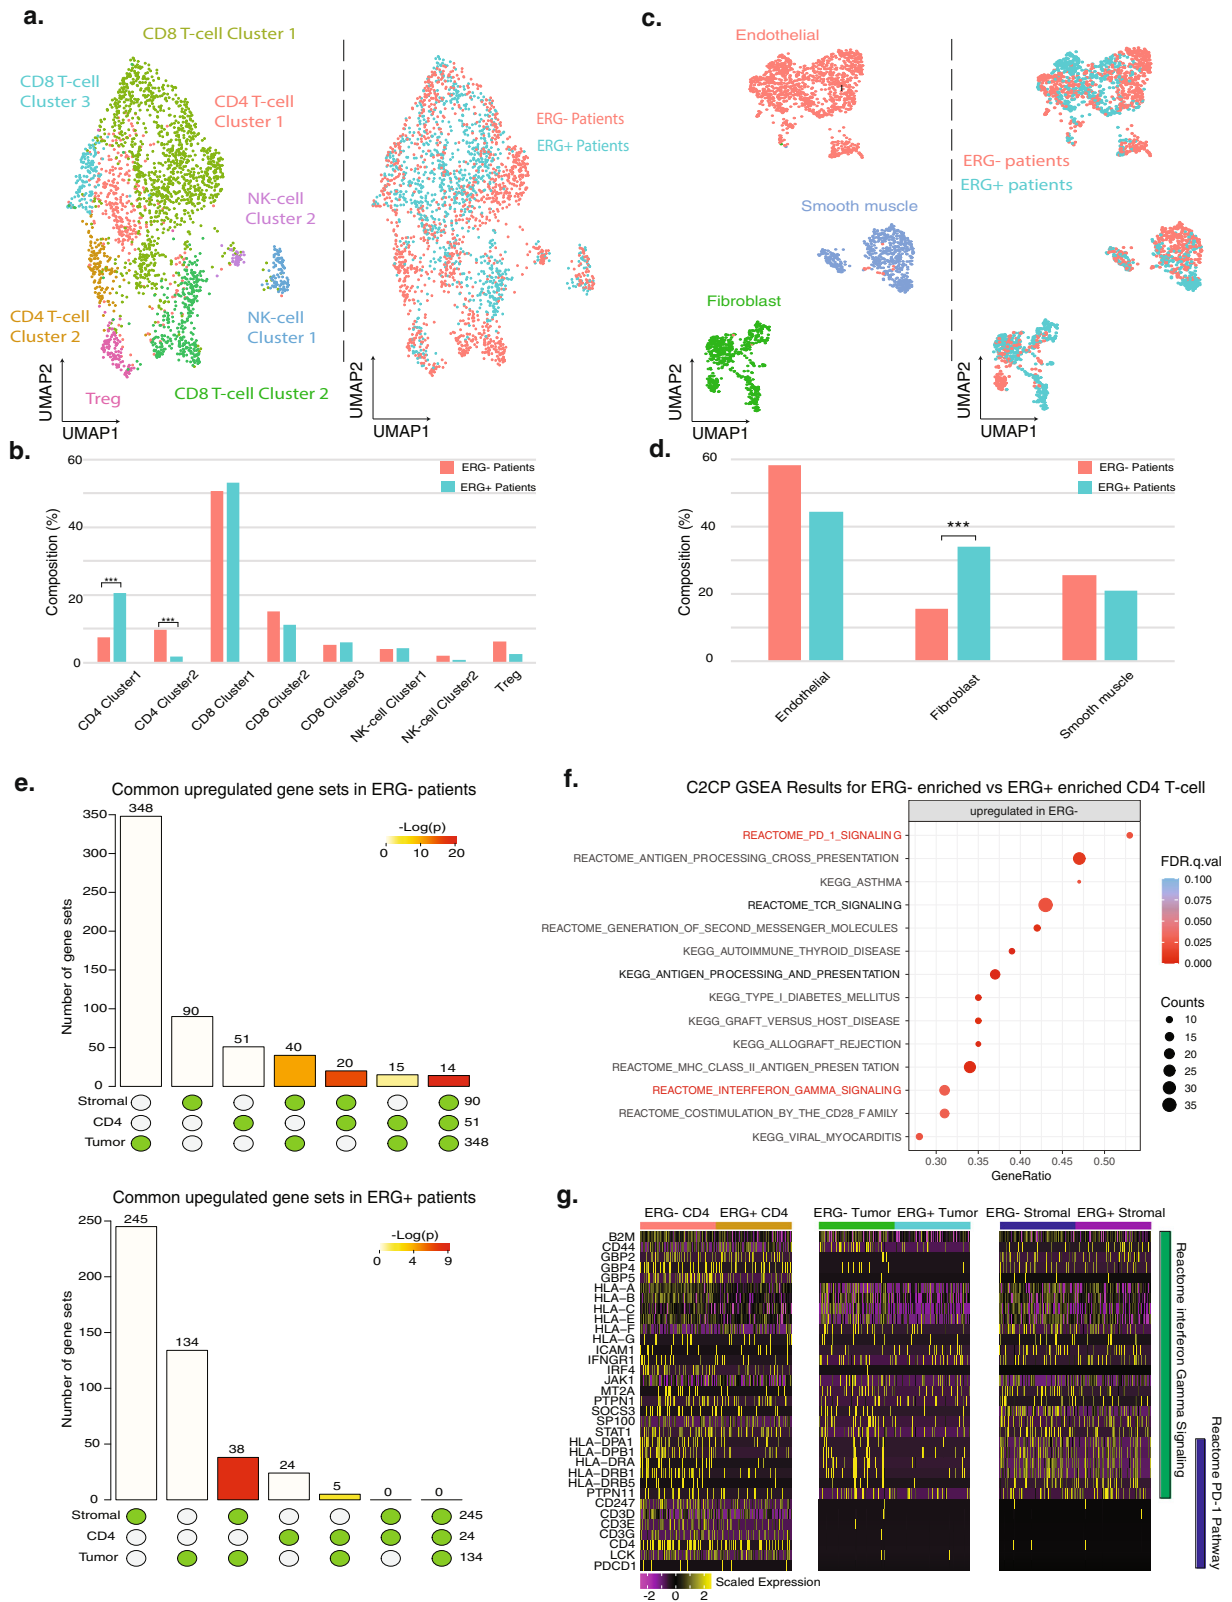 a.
CD8 T-cell Cluster 1
CD8 T-cell
Cluster 3
CD4 T-cell
Cluster 1
NK-cell
Cluster 2
CD4 T-cell
Cluster 2
NK-cell
Cluster 1
Treg
CD8 T-cell Cluster 2
UMAP2
UMAP1
ERG- Patients
ERG+ Patients
UMAP2
UMAP1
c.
Endothelial
Smooth muscle
Fibroblast
UMAP2
UMAP1
ERG- patients
ERG+ patients
UMAP2
UMAP1
b.
60
40
20
0
Composition (%)
ERG- Patients
ERG+ Patients
***
***
CD4 Cluster1
CD4 Cluster2
CD8 Cluster1
CD8 Cluster2
CD8 Cluster3
NK-cell Cluster1
NK-cell Cluster2
Treg
d.
60
40
20
0
Composition (%)
ERG- Patients
ERG+ Patients
***
Endothelial
Fibroblast
Smooth muscle
e.
Common upregulated gene sets in ERG- patients
350
300
250
200
150
100
50
0
Number of gene sets
-Log(p)
0 10 20
348
90
51
40
20
15
14
Stromal 90
CD4 51
Tumor 348
Common upegulated gene sets in ERG+ patients
250
200
150
100
50
0
Number of gene sets
-Log(p)
0 4 9
245
134
38
24
5
0
0
Stromal 245
CD4 24
Tumor 134
f.
C2CP GSEA Results for ERG- enriched vs ERG+ enriched CD4 T-cell
upregulated in ERG-
REACTOME_PD_1_SIGNALING
REACTOME_ANTIGEN_PROCESSING_CROSS_PRESENTATION
KEGG_ASTHMA
REACTOME_TCR_SIGNALING
REACTOME_GENERATION_OF_SECOND_MESSENGER_MOLECULES
KEGG_AUTOIMMUNE_THYROID_DISEASE
KEGG_ANTIGEN_PROCESSING_AND_PRESENTATION
KEGG_TYPE_I_DIABETES_MELLITUS
KEGG_GRAFT_VERSUS_HOST_DISEASE
KEGG_ALLOGRAFT_REJECTION
REACTOME_MHC_CLASS_II_ANTIGEN_PRESENTATION
REACTOME_INTERFERON_GAMMA_SIGNALING
REACTOME_COSTIMULATION_BY_THE_CD28_FAMILY
KEGG_VIRAL_MYOCARDITIS
0.30 0.35 0.40 0.45 0.50
GeneRatio
FDR.q.val
0.100
0.075
0.050
0.025
0.000
Counts
10
15
20
25
30
35
g.
ERG- CD4 ERG+ CD4 ERG- Tumor ERG+ Tumor ERG- Stromal ERG+ Stromal
B2M
CD44
GBP2
GBP4
GBP5
HLA-A
HLA-B
HLA-C
HLA-E
HLA-F
HLA-G
ICAM1
IFNGR1
IRF4
JAK1
MT2A
PTPN1
SOCS3
SP100
STAT1
HLA-DPA1
HLA-DPB1
HLA-DRA
HLA-DRB1
HLA-DRB5
PTPN11
CD247
CD3D
CD3E
CD3G
CD4
LCK
PDCD1
Reactome interferon Gamma Signaling
Reactome PD-1 Pathway
-2 0 2 Scaled Expression